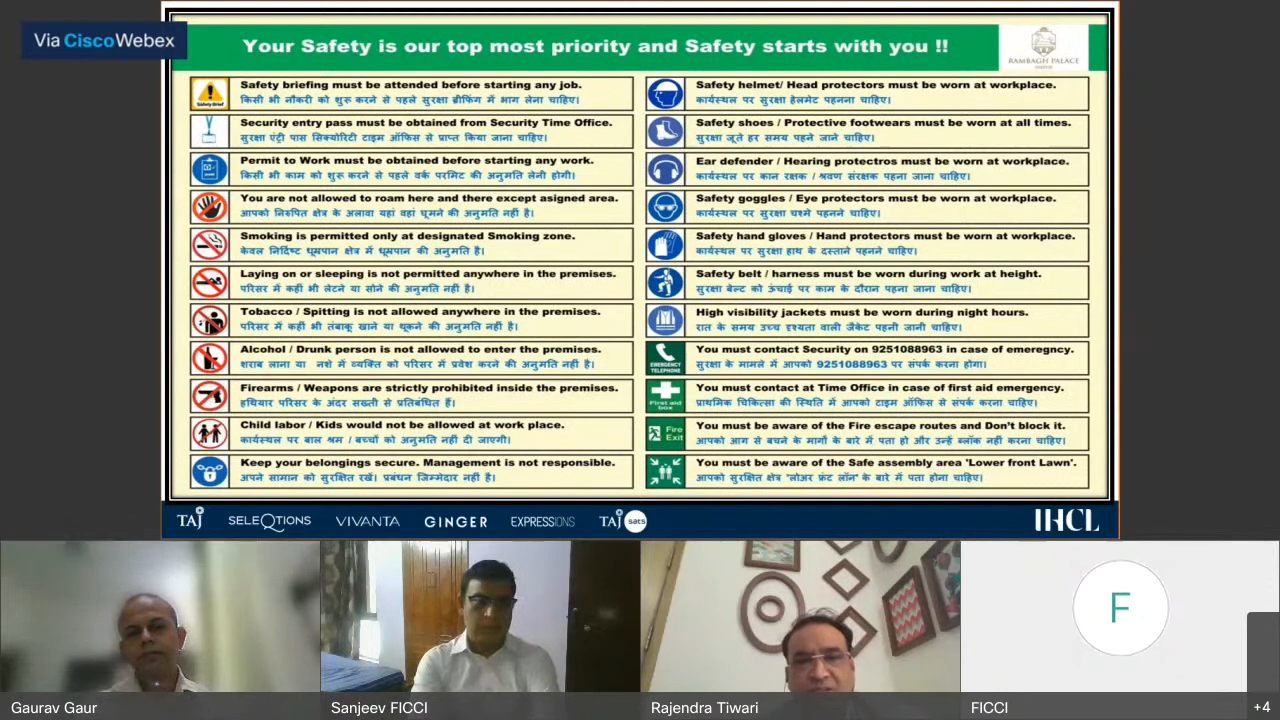 Via Cisco Webex
Your Safety is our top most priority and Safety starts with you !!
RAMBAGH PALACE
Safety briefing must be attended before starting any job.
किसी भी नौकरी को शुरू करने से पहले सुरक्षा ब्रीफिंग में भाग लेना चाहिए।
Safety Brief
Security entry pass must be obtained from Security Time Office.
सुरक्षा एंट्री पास सिक्योरिटी टाइम ऑफिस से प्राप्त किया जाना चाहिए।
Permit to Work must be obtained before starting any work.
किसी भी काम को शुरू करने से पहले वर्क परमिट की अनुमति लेनी होगी।
You are not allowed to roam here and there except asigned area.
आपको निरुपित क्षेत्र के अलावा यहां वहां घूमने की अनुमति नहीं है।
Smoking is permitted only at designated Smoking zone.
केवल निर्दिष्ट धूम्रपान क्षेत्र में धूम्रपान की अनुमति है।
Laying on or sleeping is not permitted anywhere in the premises.
परिसर में कहीं भी लेटने या सोने की अनुमति नहीं है।
Tobacco / Spitting is not allowed anywhere in the premises.
परिसर में कहीं भी तंबाकू खाने या थूकने की अनुमति नहीं है।
Alcohol / Drunk person is not allowed to enter the premises.
शराब लाना या नशे में व्यक्ति को परिसर में प्रवेश करने की अनुमति नहीं है।
Firearms / Weapons are strictly prohibited inside the premises.
हथियार परिसर के अंदर सख्ती से प्रतिबंधित हैं।
Child labor / Kids would not be allowed at work place.
कार्यस्थल पर बाल श्रम / बच्चों को अनुमति नहीं दी जाएगी।
Keep your belongings secure. Management is not responsible.
अपने सामान को सुरक्षित रखें। प्रबंधन जिम्मेदार नहीं है।
Safety helmet/ Head protectors must be worn at workplace.
कार्यस्थल पर सुरक्षा हेलमेट पहनना चाहिए।
Safety shoes / Protective footwears must be worn at all times.
सुरक्षा जूते हर समय पहने जाने चाहिए।
Ear defender / Hearing protectros must be worn at workplace.
कार्यस्थल पर कान रक्षक / श्रवण संरक्षक पहना जाना चाहिए।
Safety goggles / Eye protectors must be worn at workplace.
कार्यस्थल पर सुरक्षा चश्मे पहनने चाहिए।
Safety hand gloves / Hand protectors must be worn at workplace.
कार्यस्थल पर सुरक्षा हाथ के दस्ताने पहनने चाहिए।
Safety belt / harness must be worn during work at height.
सुरक्षा बेल्ट को ऊंचाई पर काम के दौरान पहना जाना चाहिए।
High visibility jackets must be worn during night hours.
रात के समय उच्च दृश्यता वाली जैकेट पहनी जानी चाहिए।
EMERGENCY
TELEPHONE
You must contact Security on 9251088963 in case of emeregncy.
सुरक्षा के मामले में आपको 9251088963 पर संपर्क करना होगा।
First aid
box
You must contact at Time Office in case of first aid emergency.
प्राथमिक चिकित्सा की स्थिति में आपको टाइम ऑफिस से संपर्क करना चाहिए।
Fire
Exit
You must be aware of the Fire escape routes and Don't block it.
आपको आग से बचने के मार्गों के बारे में पता हो और उन्हें ब्लॉक नहीं करना चाहिए।
You must be aware of the Safe assembly area 'Lower front Lawn'.
आपको सुरक्षित क्षेत्र 'लोअर फ्रंट लॉन' के बारे में पता होना चाहिए।
TAJ SELEQTIONS VIVANTA GINGER EXPRESSIONS TAJ sats IHCL
F
Gaurav Gaur
Sanjeev FICCI
Rajendra Tiwari
FICCI
+4